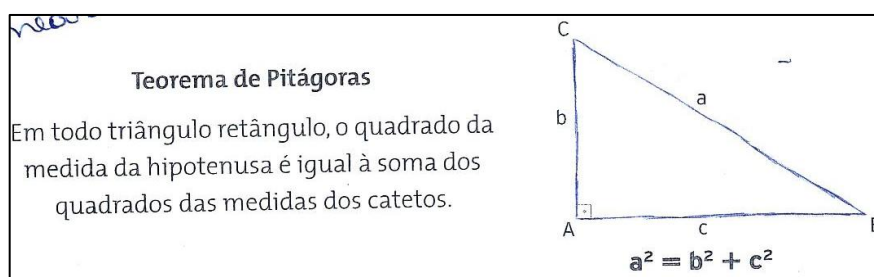 Teorema de Pitágoras
Em todo triângulo retângulo, o quadrado da
medida da hipotenusa é igual à soma dos
quadrados das medidas dos catetos.
C
b
a
A
c
a² = b² + c²